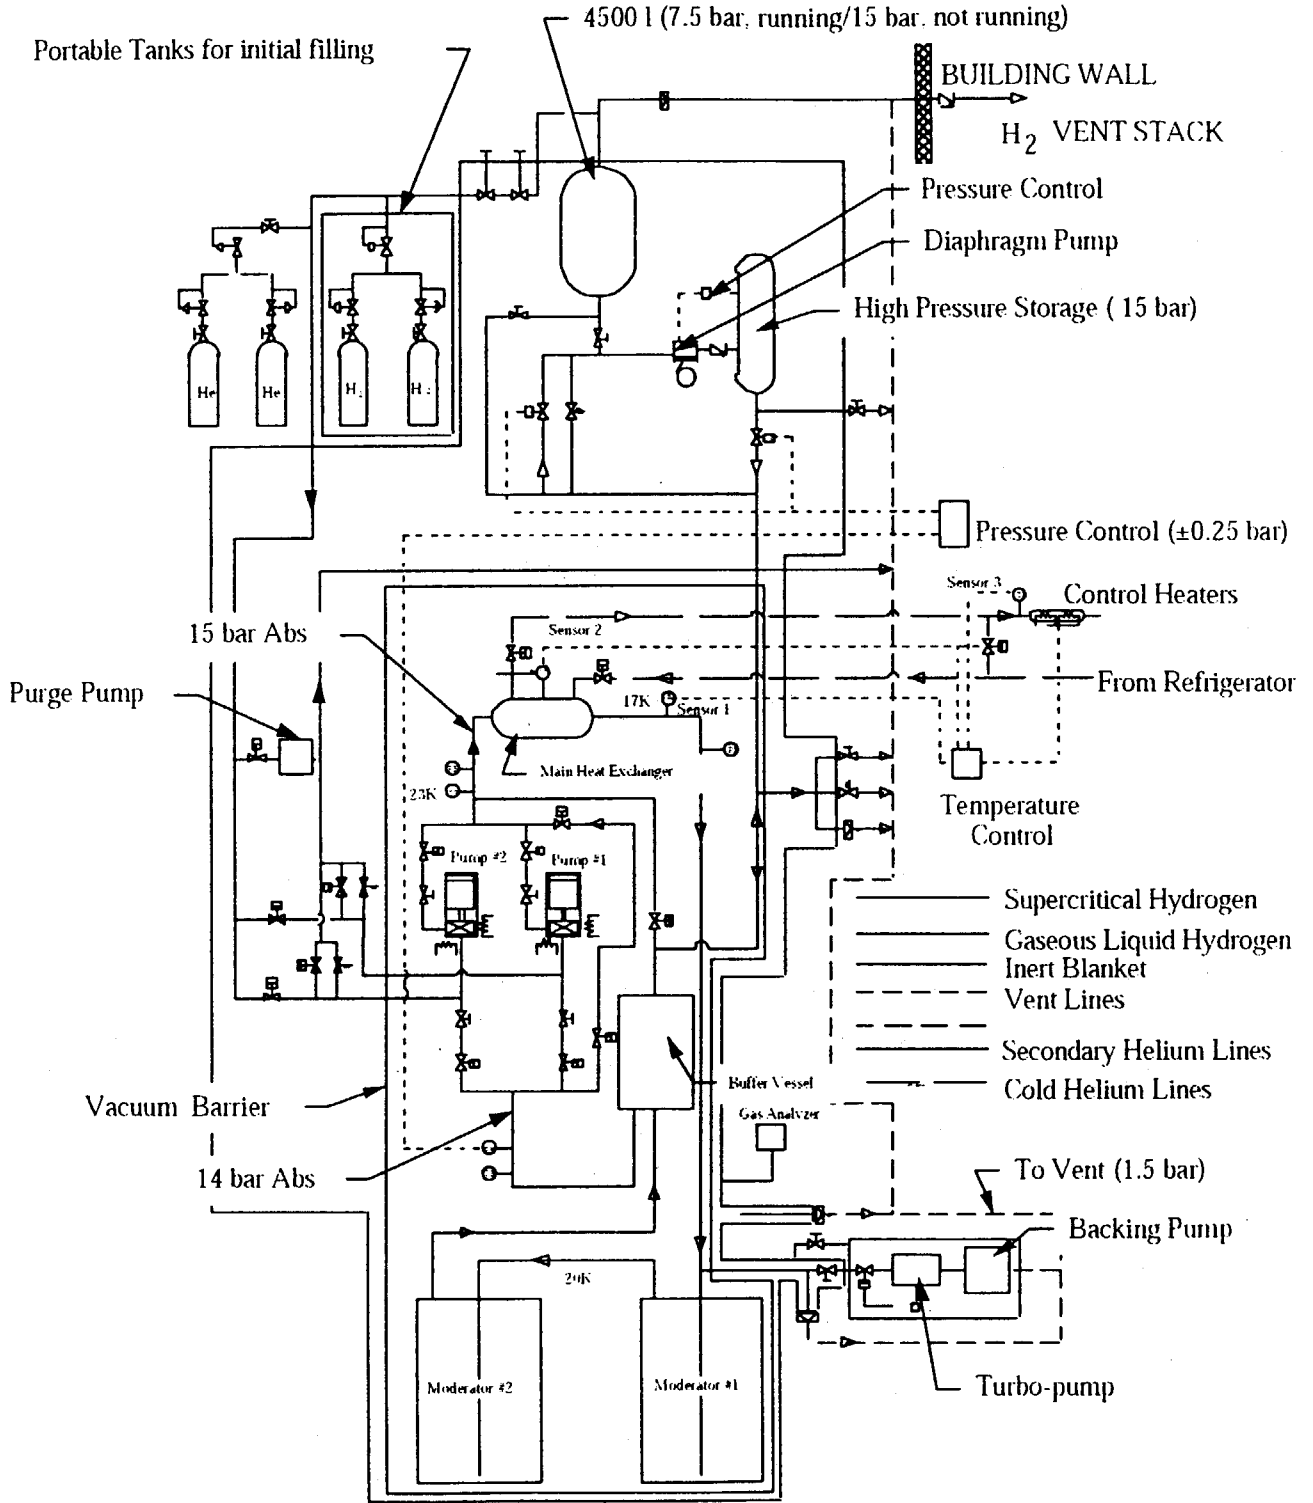 4500 l (7.5 bar, running/15 bar, not running)
Portable Tanks for initial filling
BUILDING WALL
H2 VENT STACK
Pressure Control
Diaphragm Pump
High Pressure Storage ( 15 bar)
He
He
H2
H2
Pressure Control (±0.25 bar)
Sensor 3
Control Heaters
15 bar Abs
Sensor 2
Purge Pump
From Refrigerator
17K
Sensor 1
Main Heat Exchanger
23K
Temperature
Control
Pump #2
Pump #1
Supercritical Hydrogen
Gaseous Liquid Hydrogen
Inert Blanket
Vent Lines
Secondary Helium Lines
Cold Helium Lines
Buffer Vessel
Vacuum Barrier
Gas Analyzer
14 bar Abs
To Vent (1.5 bar)
Backing Pump
20K
Moderator #2
Moderator #1
Turbo-pump